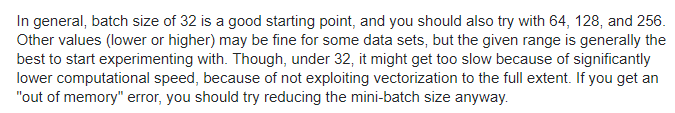 In general, batch size of 32 is a good starting point, and you should also try with 64, 128, and 256.
Other values (lower or higher) may be fine for some data sets, but the given range is generally the
best to start experimenting with. Though, under 32, it might get too slow because of significantly
lower computational speed, because of not exploiting vectorization to the full extent. If you get an
"out of memory" error, you should try reducing the mini-batch size anyway.